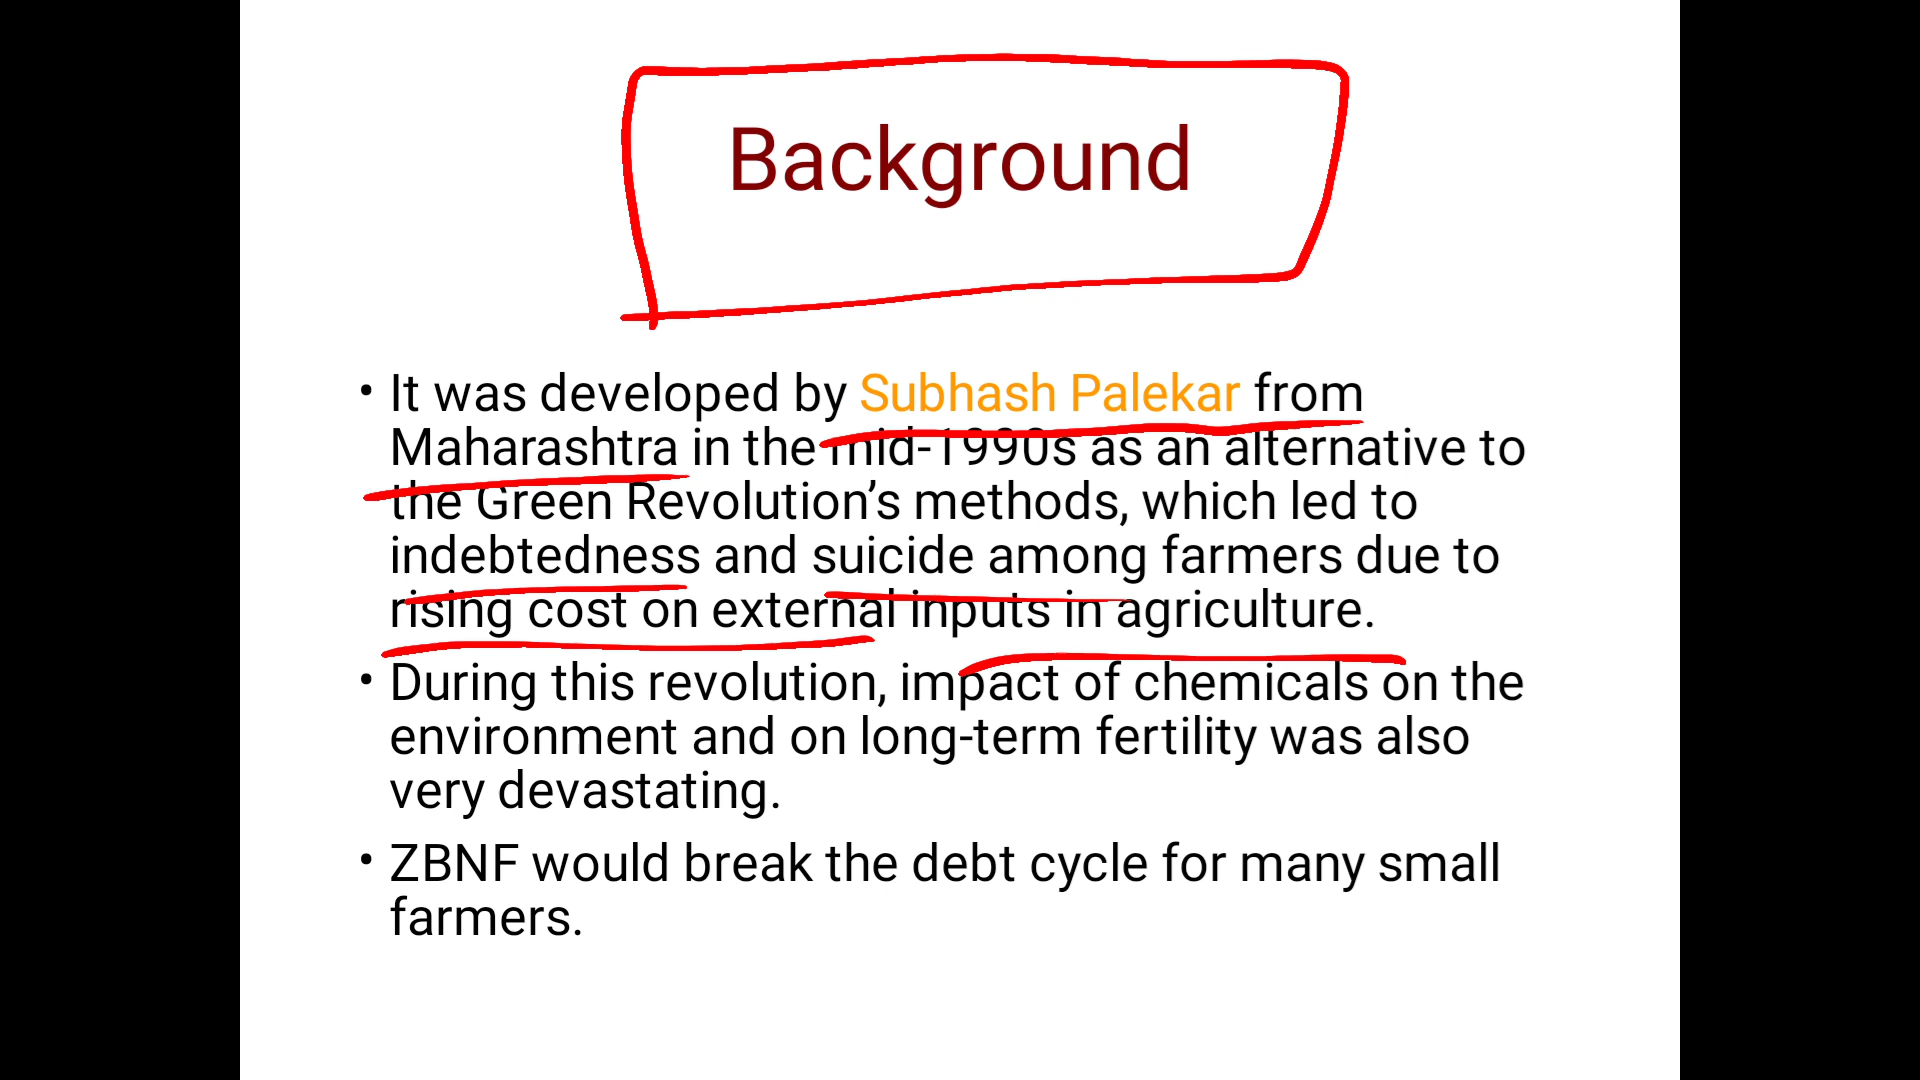 Background
• It was developed by Subhash Palekar from
Maharashtra in the mid-1990s as an alternative to
the Green Revolution’s methods, which led to
indebtedness and suicide among farmers due to
rising cost on external inputs in agriculture.
• During this revolution, impact of chemicals on the
environment and on long-term fertility was also
very devastating.
• ZBNF would break the debt cycle for many small
farmers.